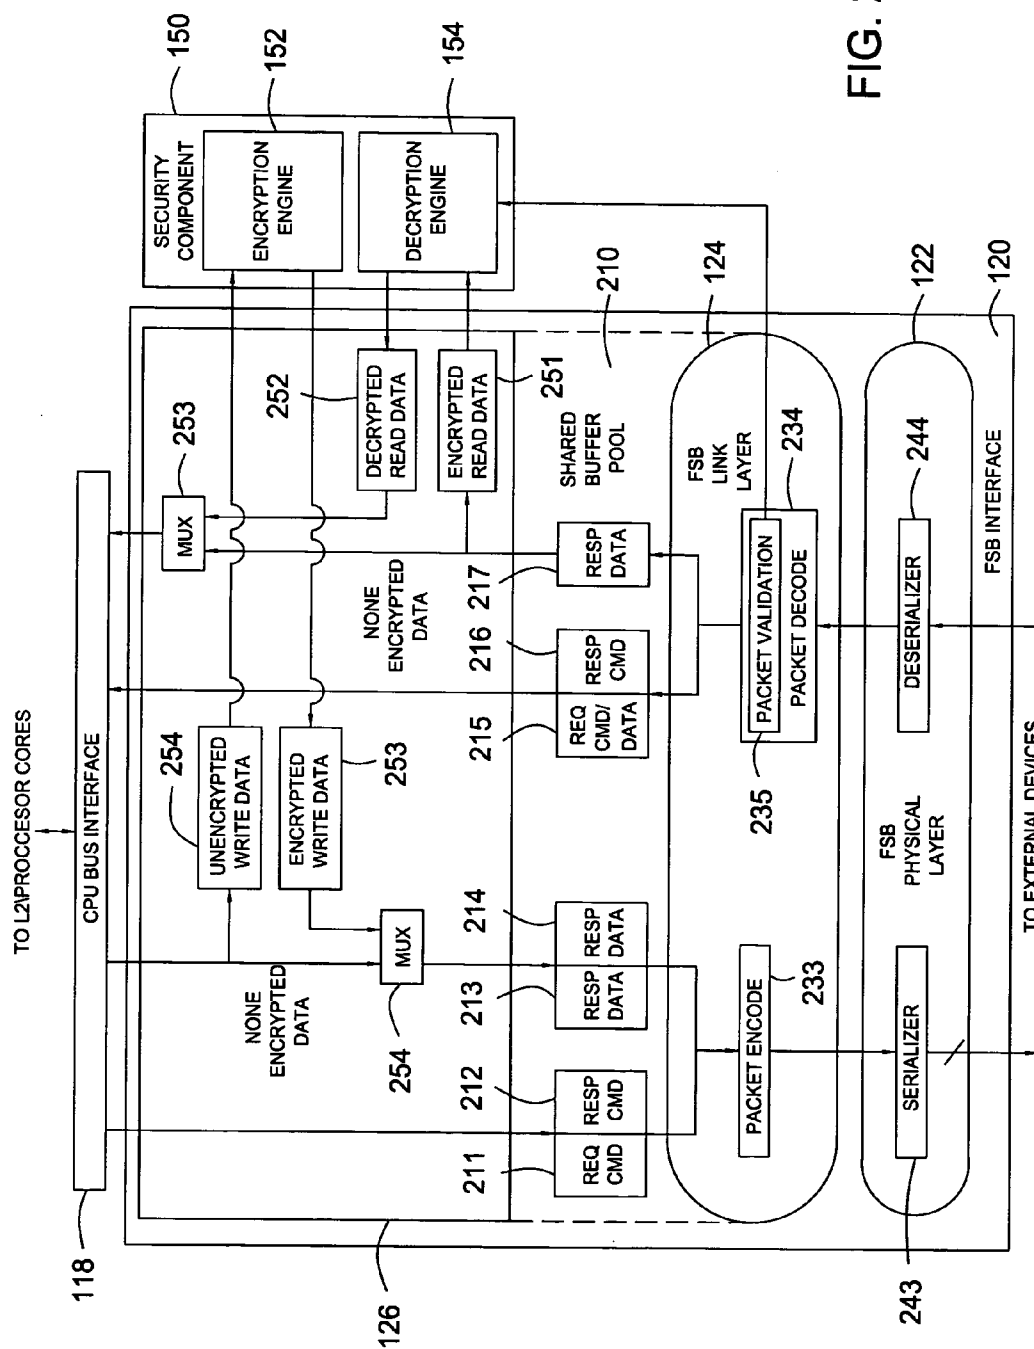 TO L2\PROCCESOR CORES
118
CPU BUS INTERFACE
126
NONE
ENCRYPTED
DATA
254
UNENCRYPTED
WRITE DATA
ENCRYPTED
WRITE DATA
253
MUX
254
253
MUX
NONE
ENCRYPTED
DATA
252
DECRYPTED
READ DATA
ENCRYPTED
READ DATA
251
SECURITY
COMPONENT
150
ENCRYPTION
ENGINE
152
DECRYPTION
ENGINE
154
211
212
213
214
215
216
217
REQ
CMD
RESP
CMD
RESP
DATA
RESP
DATA
REQ
CMD/
DATA
RESP
CMD
RESP
DATA
SHARED
BUFFER
POOL
210
FSB LINK
LAYER
124
PACKET ENCODE
233
PACKET VALIDATION
PACKET DECODE
234
235
SERIALIZER
243
FSB
PHYSICAL
LAYER
DESERIALIZER
244
122
FSB INTERFACE
120
TO EXTERNAL DEVICES
FIG.